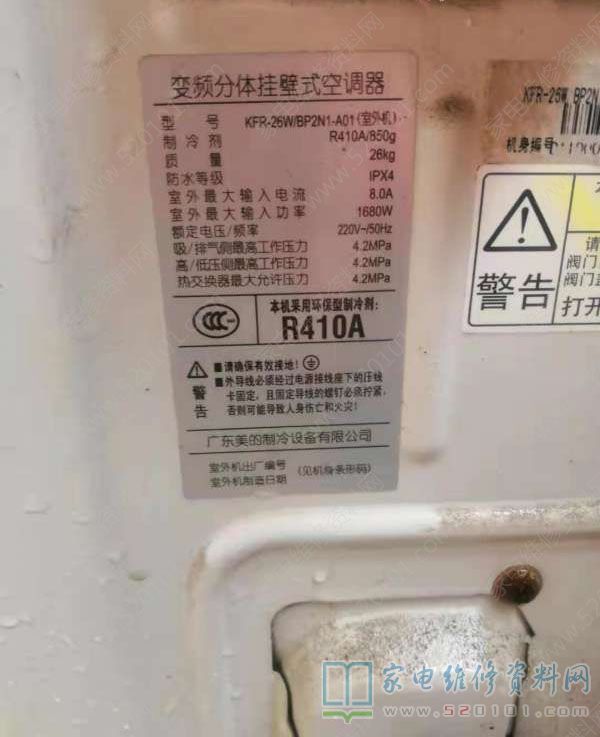 变频分体挂壁式空调器
型号 KFR-26W/BP2N1-A01(室外机)
制冷剂 R410A/850g
质量 26kg
防水等级 IPX4
室外最大输入电流 8.0A
室外最大输入功率 1680W
额定电压/频率 220V~50Hz
吸/排气侧最高工作压力 4.2MPa
高/低压侧最高工作压力 4.2MPa
热交换器最大允许压力 4.2MPa
CCC
本机采用环保型制冷剂:
R410A
警告
■请确保有效接地!
■外导线必须经过电源接线座下的压线
卡固定,且固定导线的螺钉必须拧紧,
否则可能导致人身伤亡和火灾!
广东美的制冷设备有限公司
室外机出厂编号
室外机制造日期
(见机身条形码)
KFR-26W/BP2N
机身编号:
警告
请
阀门
阀门
打开
家电维修资料网
www.520101.com